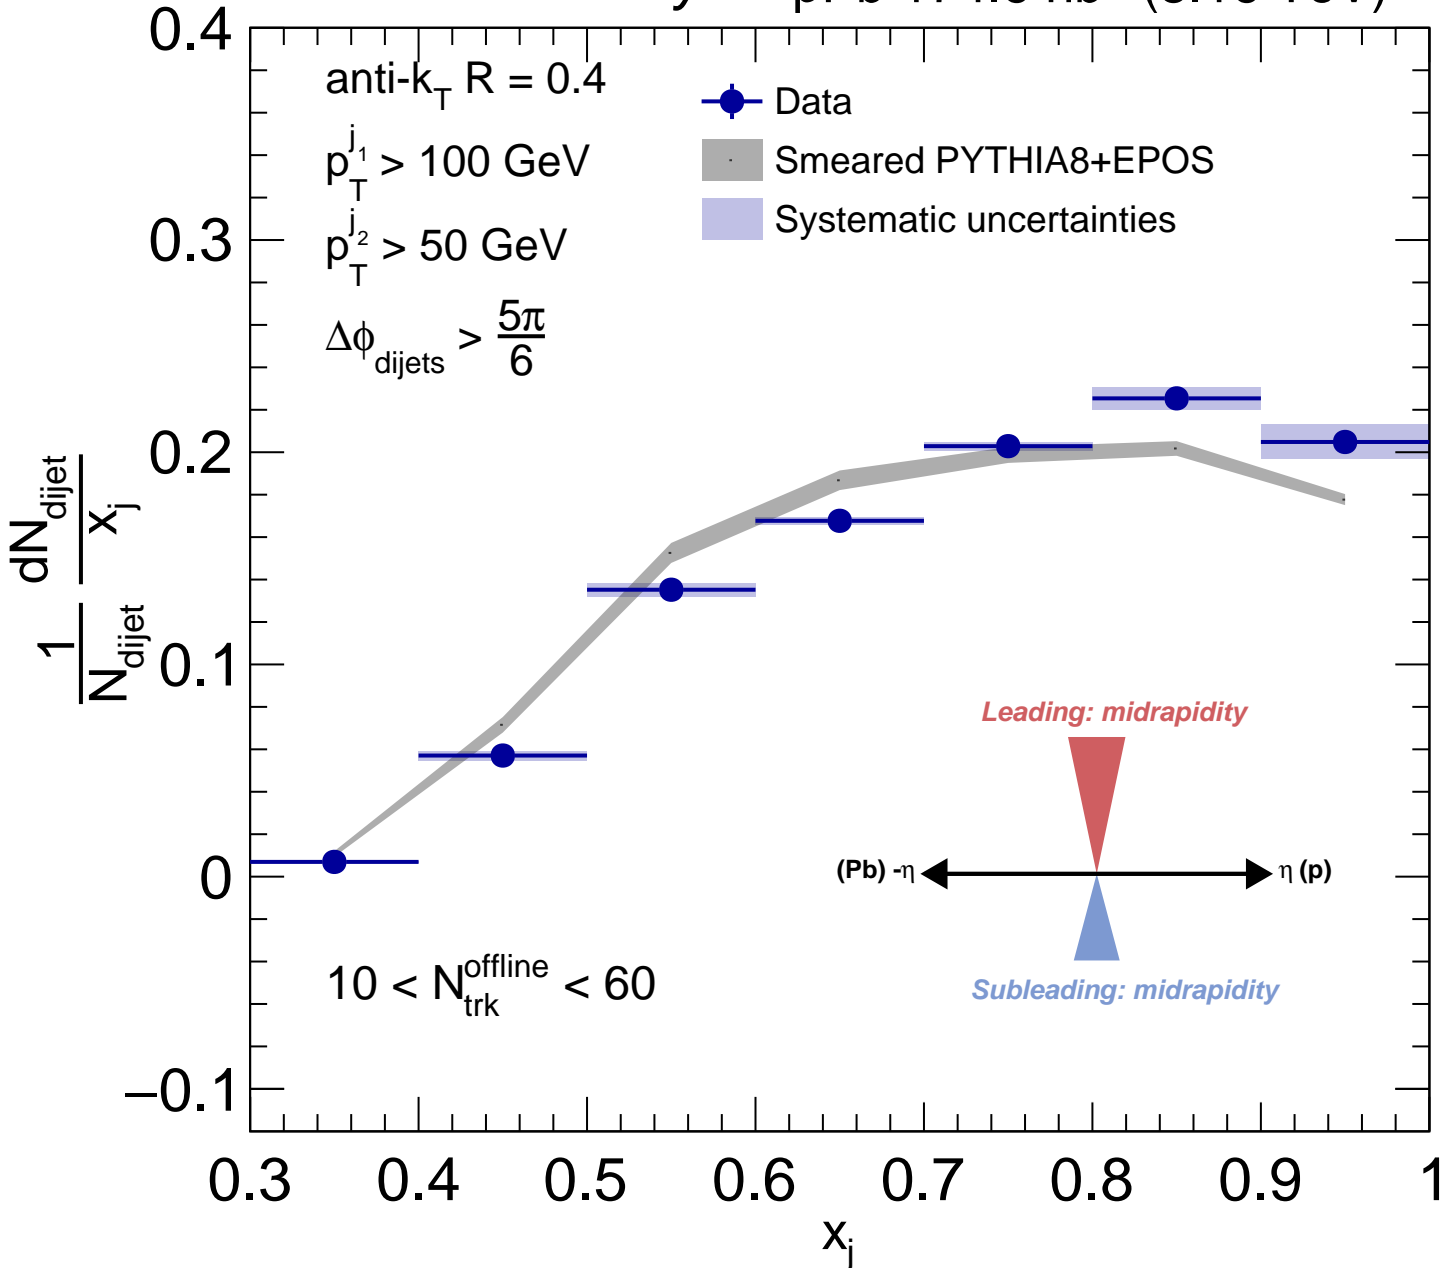 anti-k_T R = 0.4
p_T^{j_1} > 100 GeV
p_T^{j_2} > 50 GeV
Δϕ_dijets > 5π/6
Data
Smeared PYTHIA8+EPOS
Systematic uncertainties
0.4
0.3
0.2
0.1
0
−0.1
1/N_dijet dN_dijet/x_j
Leading: midrapidity
(Pb) -η
η (p)
Subleading: midrapidity
10 < N_trk^offline < 60
0.3 0.4 0.5 0.6 0.7 0.8 0.9 1
x_j